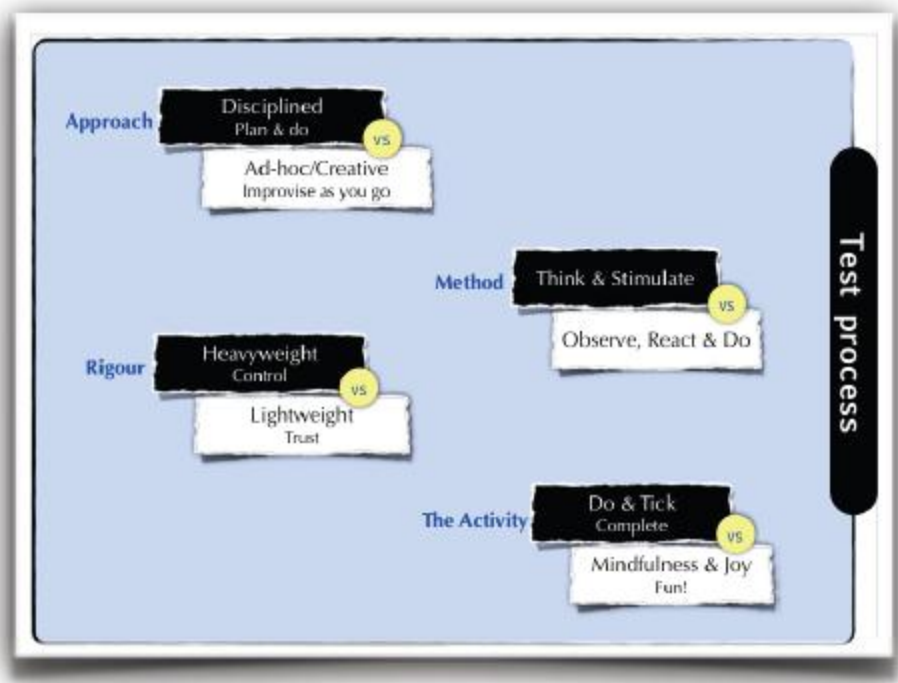 Approach
Disciplined
Plan & do
vs
Ad-hoc/Creative
Improvise as you go
Method
Think & Stimulate
vs
Observe, React & Do
Rigour
Heavyweight
Control
vs
Lightweight
Trust
The Activity
Do & Tick
Complete
vs
Mindfulness & Joy
Fun!
Test process